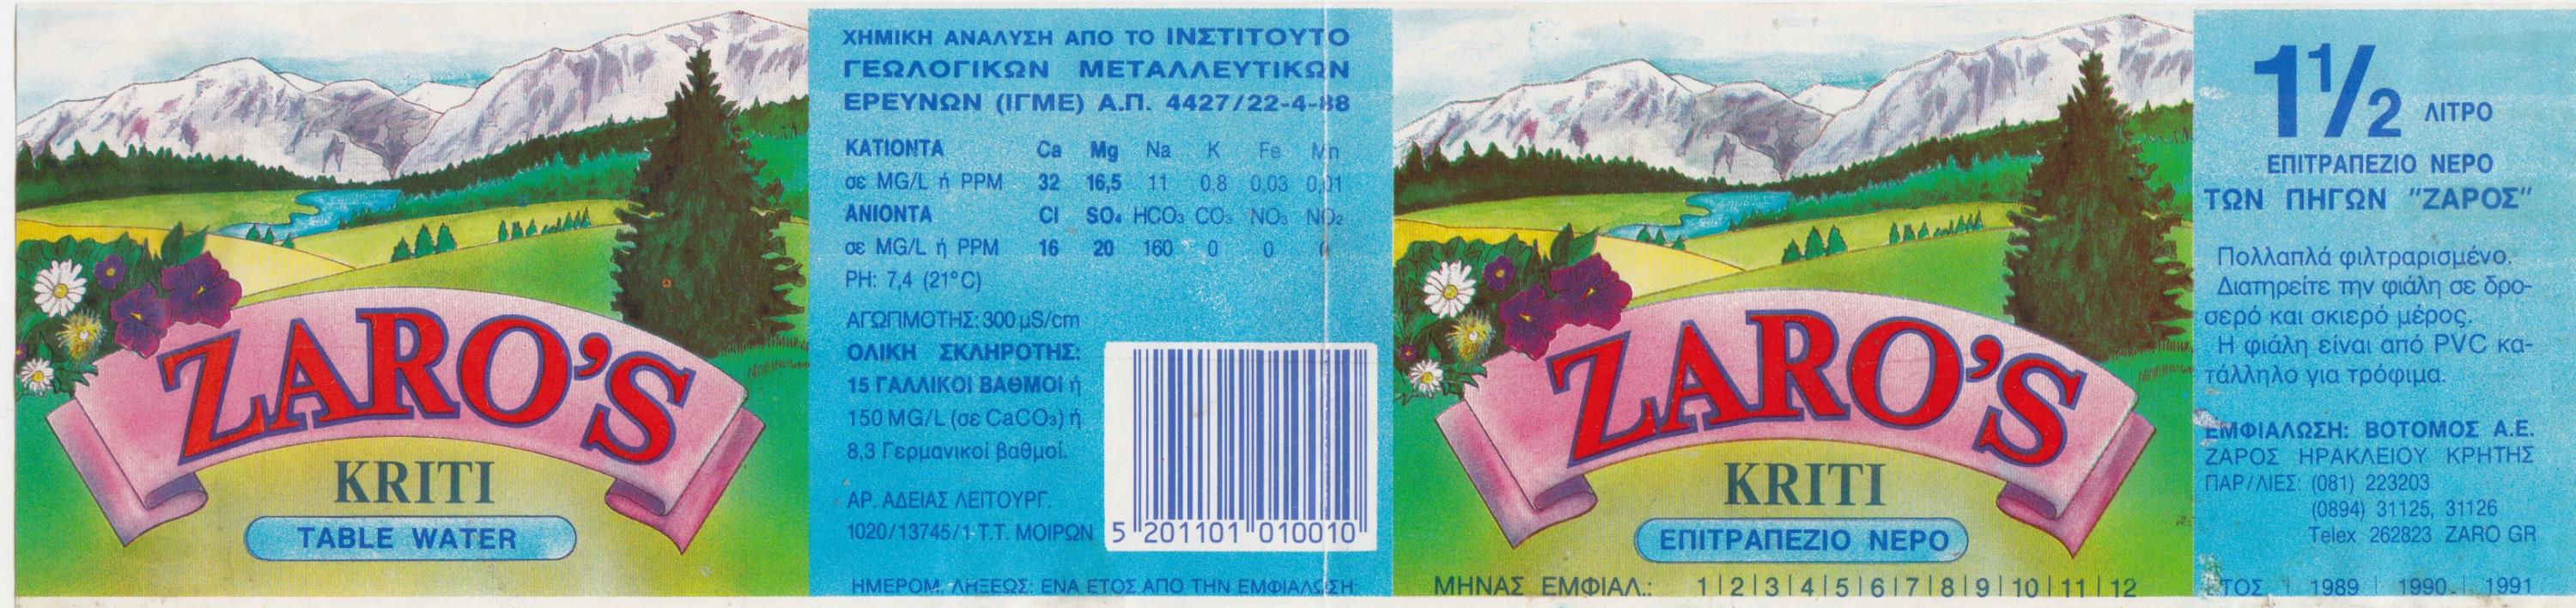 ZARO'S
KRITI
TABLE WATER
ΧΗΜΙΚΗ ΑΝΑΛΥΣΗ ΑΠΟ ΤΟ ΙΝΣΤΙΤΟΥΤΟ
ΓΕΩΛΟΓΙΚΩΝ ΜΕΤΑΛΛΕΥΤΙΚΩΝ
ΕΡΕΥΝΩΝ (ΙΓΜΕ) Α.Π. 4427/22-4-88
ΚΑΤΙΟΝΤΑ Ca Mg Na K Fe Mn
σε MG/L ή PPM 32 16,5 11 0,8 0,03 0,01
ΑΝΙΟΝΤΑ Cl SO₄ HCO₃ CO₃ NO₃ NO₂
σε MG/L ή PPM 16 20 160 0 0 0
PH: 7,4 (21°C)
ΑΓΩΓΙΜΟΤΗΣ: 300 μS/cm
ΟΛΙΚΗ ΣΚΛΗΡΟΤΗΣ:
15 ΓΑΛΛΙΚΟΙ ΒΑΘΜΟΙ ή
150 MG/L (σε CaCO₃) ή
8,3 Γερμανικοί βαθμοί.
ΑΡ. ΑΔΕΙΑΣ ΛΕΙΤΟΥΡΓ.
1020/13745/1 Τ.Τ. ΜΟΙΡΩΝ
5 201101 010010
ΗΜΕΡΟΜ. ΛΗΞΕΩΣ: ΕΝΑ ΕΤΟΣ ΑΠΟ ΤΗΝ ΕΜΦΙΑΛΩΣΗ:
ZARO'S
KRITI
ΕΠΙΤΡΑΠΕΖΙΟ ΝΕΡΟ
ΜΗΝΑΣ ΕΜΦΙΑΛ.: 1|2|3|4|5|6|7|8|9|10|11|12
1½ ΛΙΤΡΟ
ΕΠΙΤΡΑΠΕΖΙΟ ΝΕΡΟ
ΤΩΝ ΠΗΓΩΝ "ΖΑΡΟΣ"
Πολλαπλά φιλτραρισμένο.
Διατηρείτε την φιάλη σε δρο-
σερό και σκιερό μέρος.
Η φιάλη είναι από PVC κα-
τάλληλο για τρόφιμα.
ΕΜΦΙΑΛΩΣΗ: ΒΟΤΟΜΟΣ Α.Ε.
ΖΑΡΟΣ ΗΡΑΚΛΕΙΟΥ ΚΡΗΤΗΣ
ΠΑΡ/ΛΙΕΣ: (081) 223203
(0894) 31125, 31126
Telex 262823 ZARO GR
ΕΤΟΣ | 1989 | 1990 | 1991